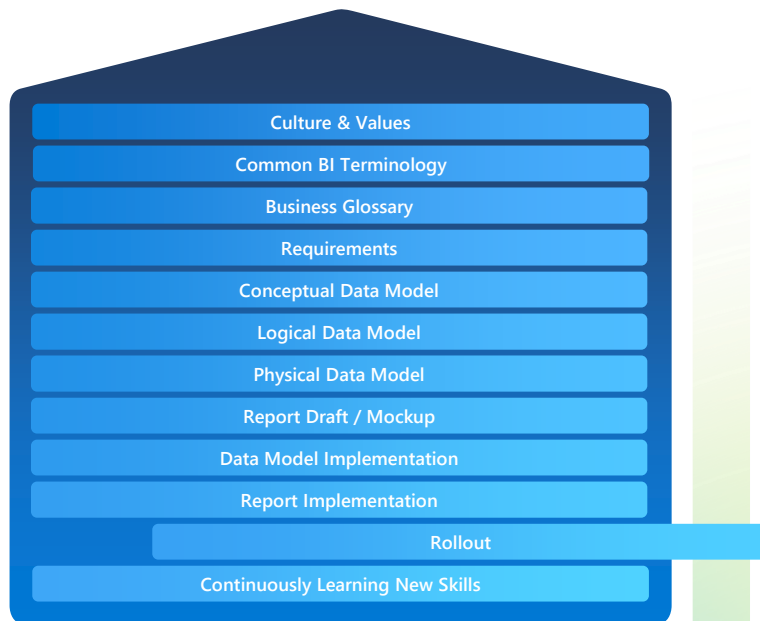 Culture & Values
Common BI Terminology
Business Glossary
Requirements
Conceptual Data Model
Logical Data Model
Physical Data Model
Report Draft / Mockup
Data Model Implementation
Report Implementation
Rollout
Continuously Learning New Skills